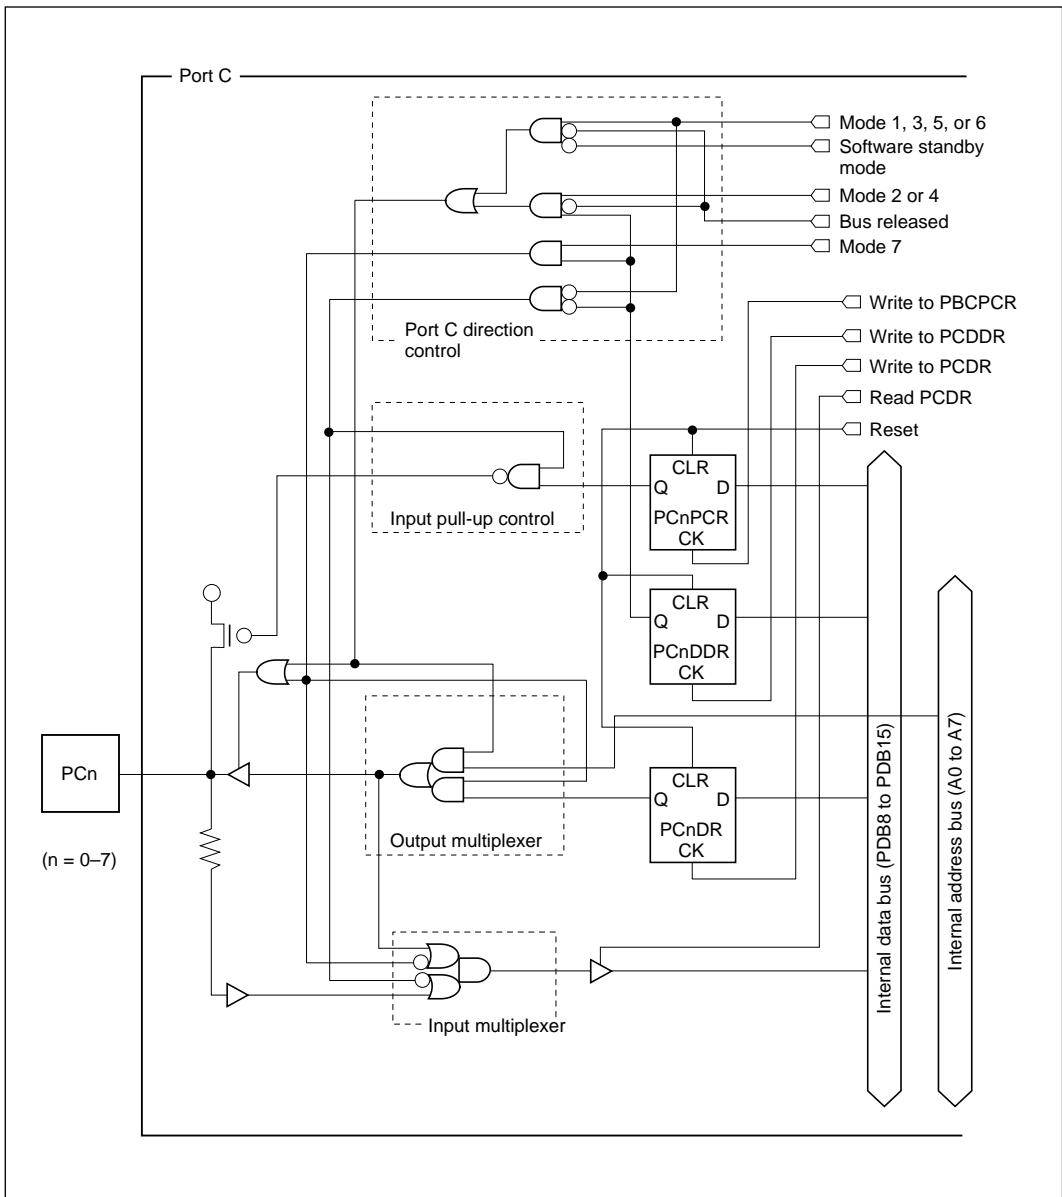 Port C
Mode 1, 3, 5, or 6
Software standby
mode
Mode 2 or 4
Bus released
Mode 7
Port C direction
control
Write to PBCPCR
Write to PCDDR
Write to PCDR
Read PCDR
Reset
CLR
Q D
PCnPCR
CK
Input pull-up control
CLR
Q D
PCnDDR
CK
CLR
Q D
PCnDR
CK
Output multiplexer
PCn
(n = 0–7)
Input multiplexer
Internal data bus (PDB8 to PDB15)
Internal address bus (A0 to A7)